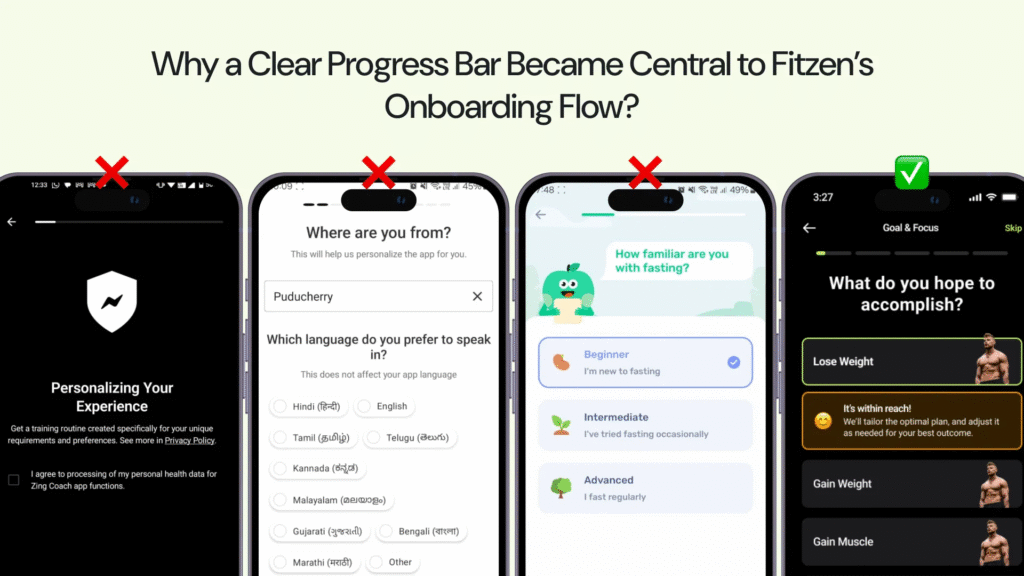 Why a Clear Progress Bar Became Central to Fitzen's
Onboarding Flow?
12:33
Personalizing Your
Experience
Get a training routine created specifically for your unique
requirements and preferences. See more in Privacy Policy.
I agree to processing of my personal health data for
Zing Coach app functions.
:09
45%
Where are you from?
This will help us personalize the app for you.
Puducherry
Which language do you prefer to speak
in?
This does not affect your app language
Hindi (हिन्दी)
English
Tamil (தமிழ்)
Telugu (తెలుగు)
Kannada (ಕನ್ನಡ)
Malayalam (മലയാളം)
Gujarati (ગુજરાતી)
Bengali (বাংলা)
Marathi (मराठी)
Other
:48
49%
How familiar are you
with fasting?
Beginner
I'm new to fasting
Intermediate
I've tried fasting occasionally
Advanced
I fast regularly
3:27
Goal & Focus
Skip
What do you hope to
accomplish?
Lose Weight
It's within reach!
We'll tailor the optimal plan, and adjust it
as needed for your best outcome.
Gain Weight
Gain Muscle